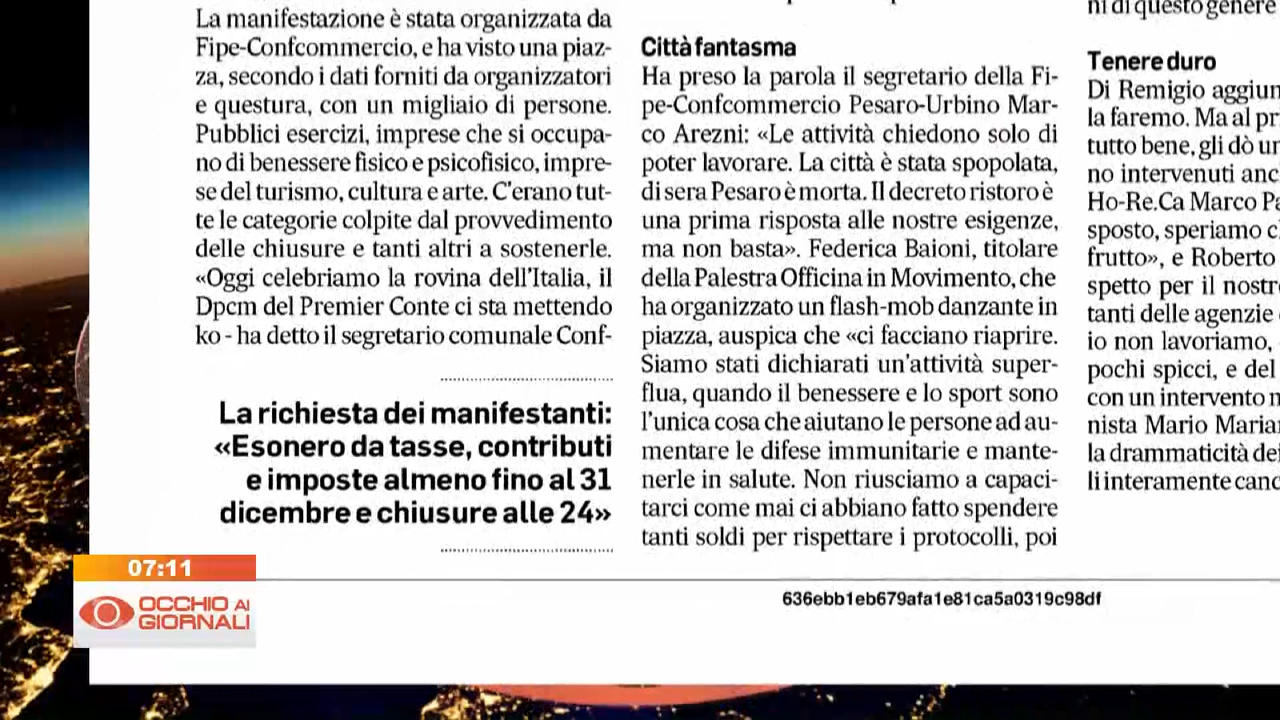 La manifestazione è stata organizzata da
Fipe-Confcommercio, e ha visto una piaz-
za, secondo i dati forniti da organizzatori
e questura, con un migliaio di persone.
Pubblici esercizi, imprese che si occupa-
no di benessere fisico e psicofisico, impre-
se del turismo, cultura e arte. C'erano tut-
te le categorie colpite dal provvedimento
delle chiusure e tanti altri a sostenerle.
«Oggi celebriamo la rovina dell'Italia, il
Dpcm del Premier Conte ci sta mettendo
ko - ha detto il segretario comunale Conf-
La richiesta dei manifestanti:
«Esonero da tasse, contributi
e imposte almeno fino al 31
dicembre e chiusure alle 24»
Città fantasma
Ha preso la parola il segretario della Fi-
pe-Confcommercio Pesaro-Urbino Mar-
co Arezni: «Le attività chiedono solo di
poter lavorare. La città è stata spopolata,
di sera Pesaro è morta. Il decreto ristoro è
una prima risposta alle nostre esigenze,
ma non basta». Federica Baioni, titolare
della Palestra Officina in Movimento, che
ha organizzato un flash-mob danzante in
piazza, auspica che «ci facciano riaprire.
Siamo stati dichiarati un'attività super-
flua, quando il benessere e lo sport sono
l'unica cosa che aiutano le persone ad au-
mentare le difese immunitarie e mante-
nerle in salute. Non riusciamo a capaci-
tarci come mai ci abbiano fatto spendere
tanti soldi per rispettare i protocolli, poi
ni di questo genere
Tenere duro
Di Remigio aggiun
la faremo. Ma al pr
tutto bene, gli dò un
no intervenuti anc
Ho-Re.Ca Marco Pa
sposto, speriamo c
frutto», e Roberto
spetto per il nostr
tanti delle agenzie
io non lavoriamo,
pochi spicci, e del
con un intervento
nista Mario Maria
la drammaticità dei
li interamente canc
636ebb1eb679afa1e81ca5a0319c98df
07:11
OCCHIO AI
GIORNALI